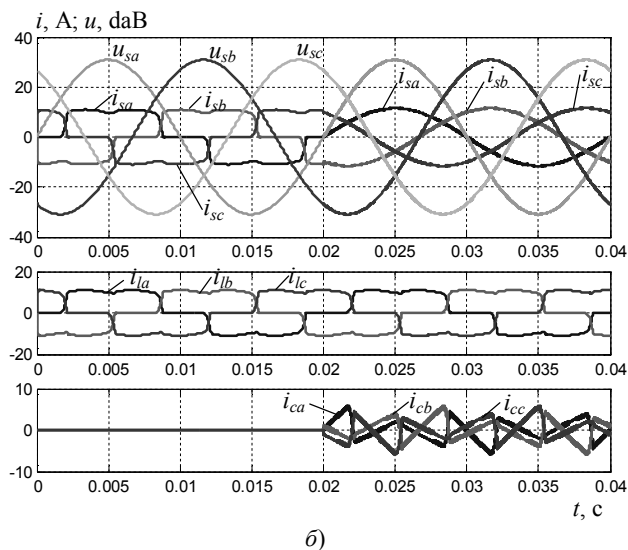 i, А; u, даВ
40
u_sa u_sb u_sc
i_sa i_sb i_sa i_sb i_sc
20
0
i_sc
-20
-40
0 0.005 0.01 0.015 0.02 0.025 0.03 0.035 0.04
20
i_la i_lb i_lc
0
-20
0 0.005 0.01 0.015 0.02 0.025 0.03 0.035 0.04
10
i_ca i_cb i_cc
0
-10
0 0.005 0.01 0.015 0.02 0.025 0.03 0.035 0.04
t, с
б)